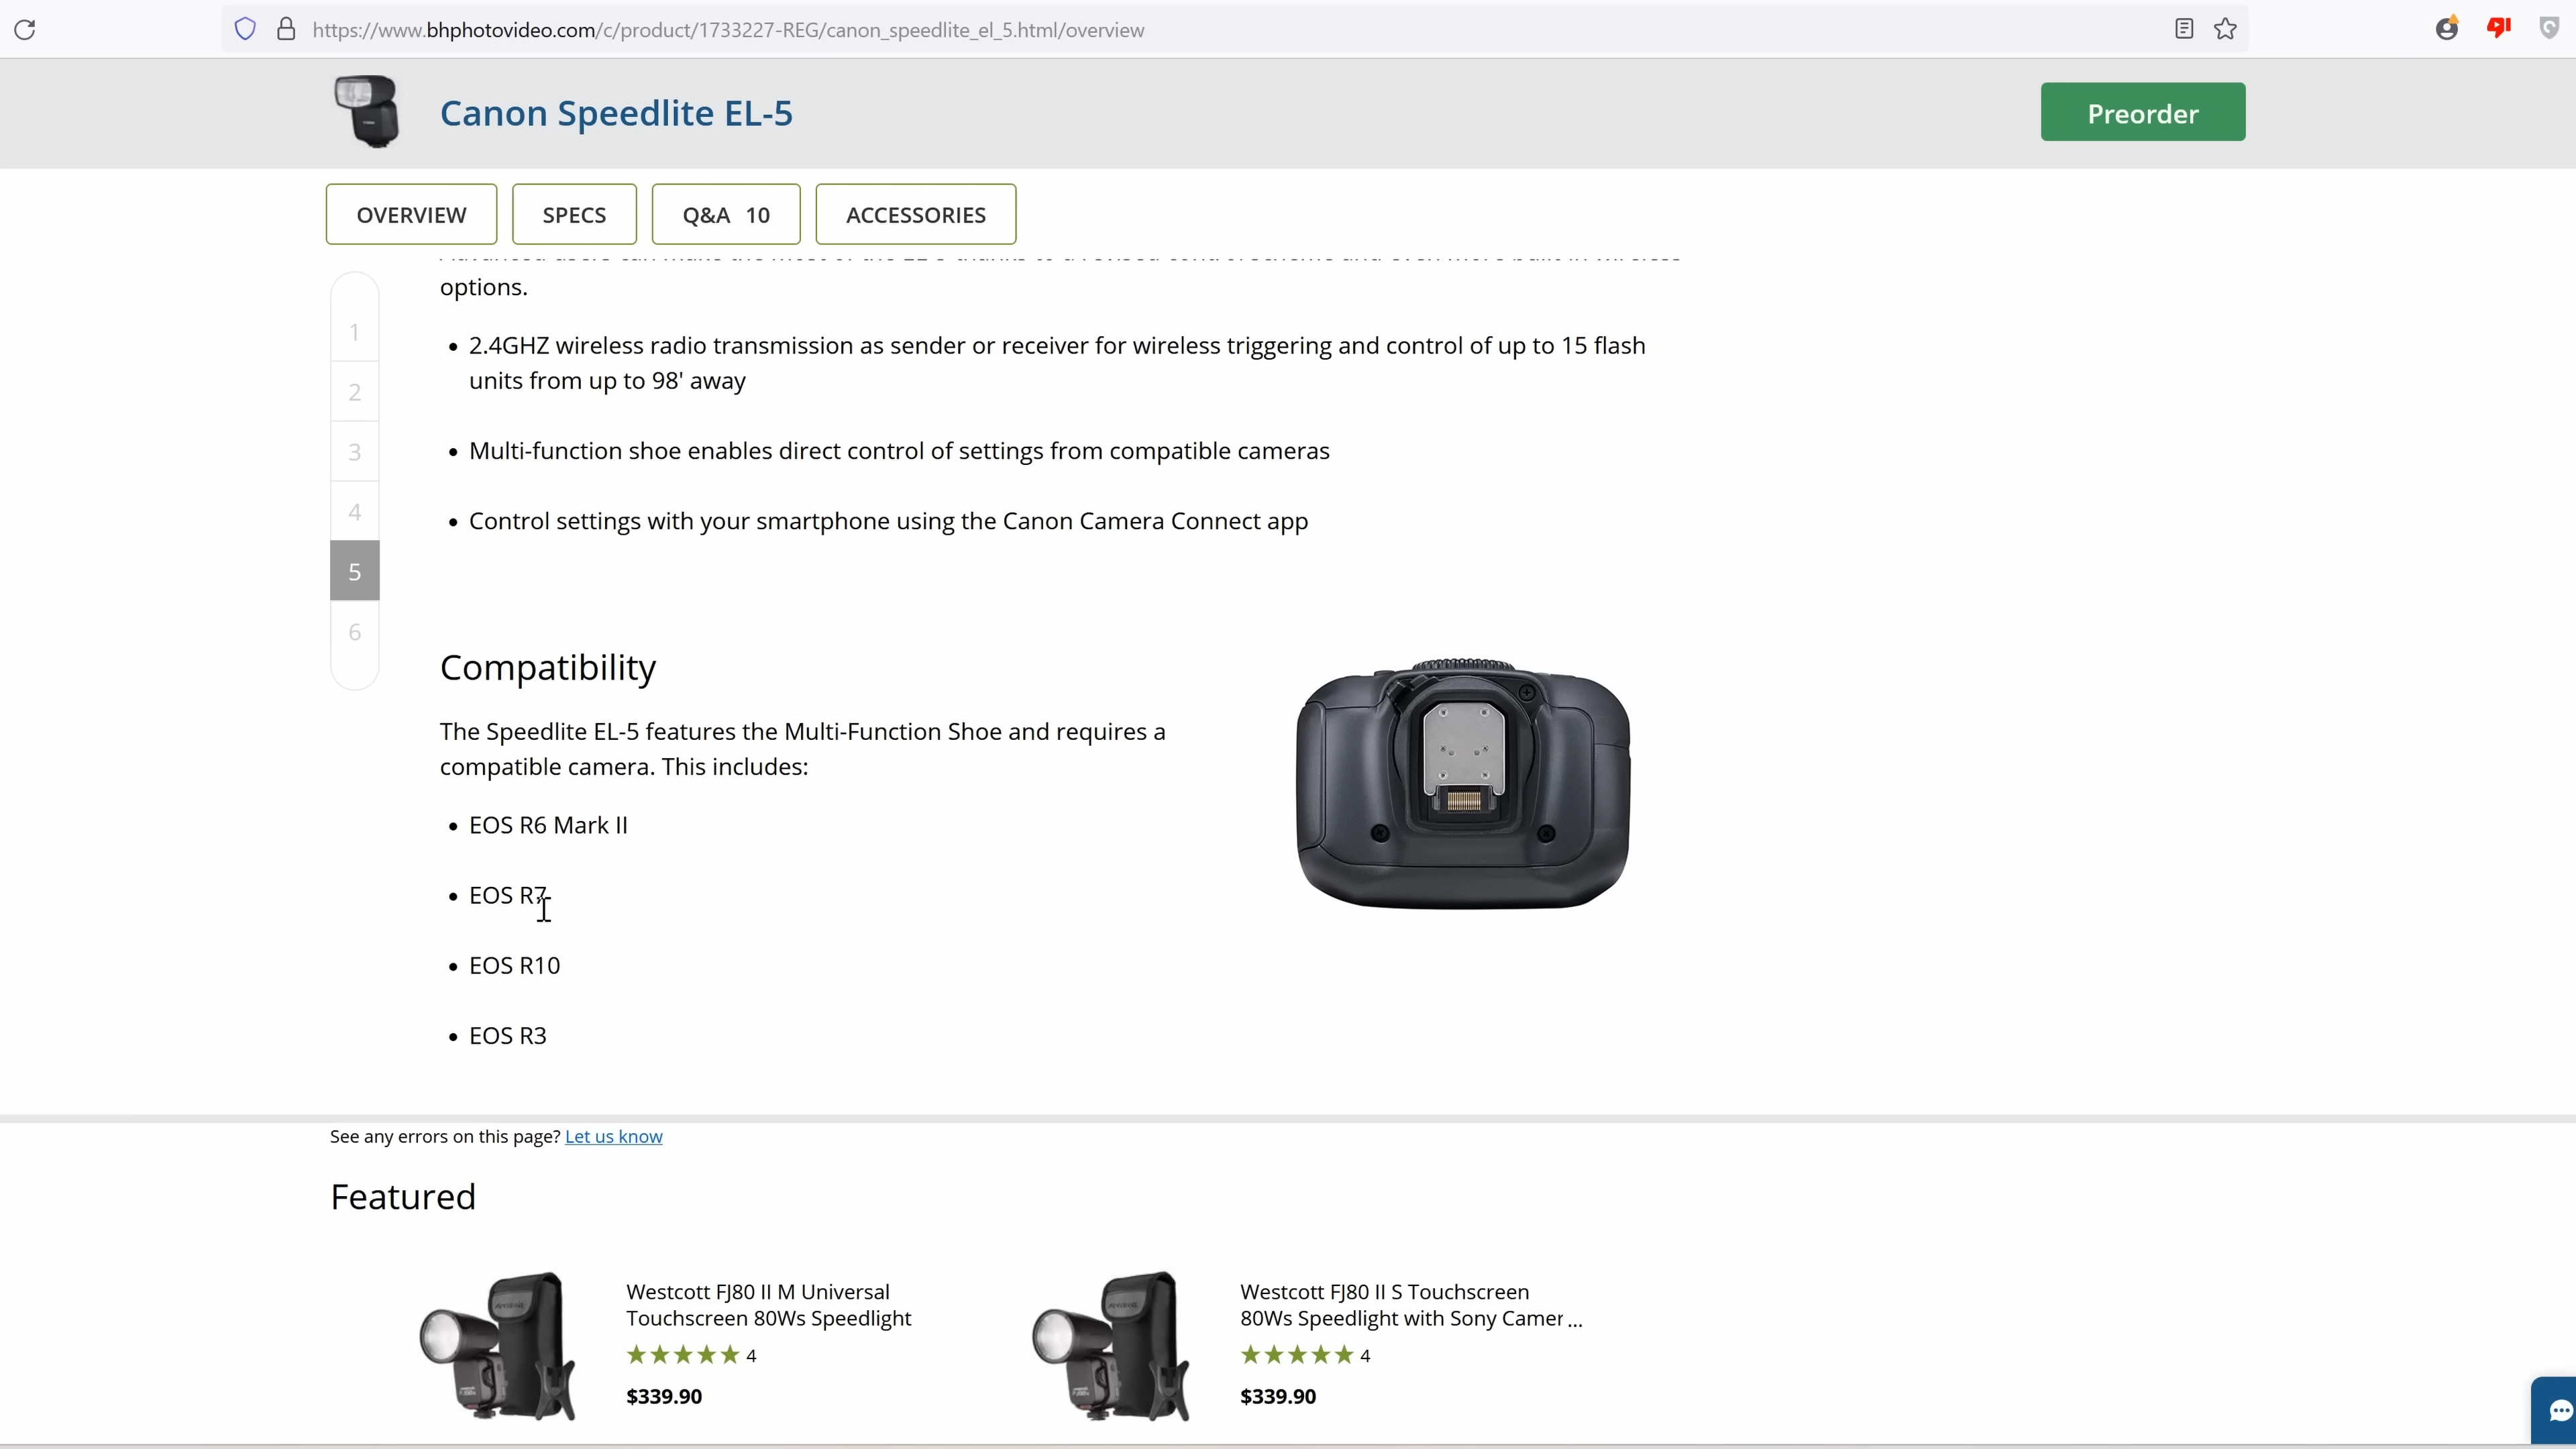 https://www.bhphotovideo.com/c/product/1733227-REG/canon_speedlite_el_5.html/overview
Canon Speedlite EL-5
Preorder
OVERVIEW
SPECS
Q&A 10
ACCESSORIES
options.
1
2
3
4
5
6
• 2.4GHZ wireless radio transmission as sender or receiver for wireless triggering and control of up to 15 flash
units from up to 98' away
• Multi-function shoe enables direct control of settings from compatible cameras
• Control settings with your smartphone using the Canon Camera Connect app
Compatibility
The Speedlite EL-5 features the Multi-Function Shoe and requires a
compatible camera. This includes:
• EOS R6 Mark II
• EOS R7
• EOS R10
• EOS R3
See any errors on this page? Let us know
Featured
Westcott FJ80 II M Universal
Touchscreen 80Ws Speedlight
4
$339.90
Westcott FJ80 II S Touchscreen
80Ws Speedlight with Sony Camer ...
4
$339.90